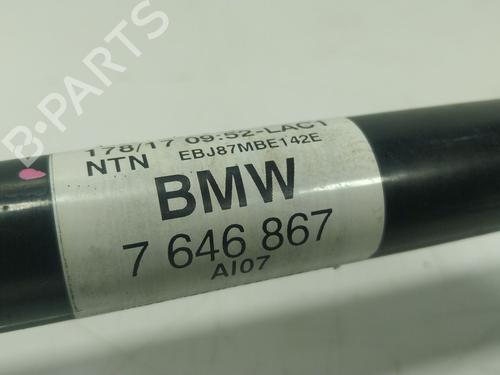 B-PARTS
178/17 09:52-LAC1
NTN EBJ87MBE142E
BMW
7 646 867
AI07